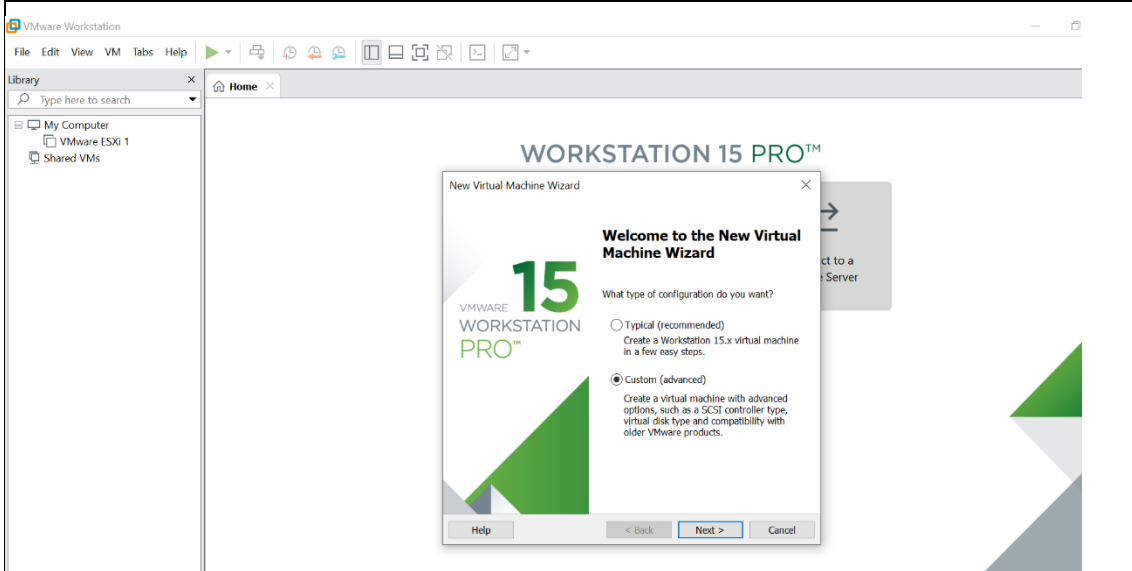 VMware Workstation
File Edit View VM Tabs Help
Library
Type here to search
My Computer
VMware ESXi 1
Shared VMs
Home
WORKSTATION 15 PRO™
ct to a
Server
New Virtual Machine Wizard
15
VMWARE
WORKSTATION
PRO™
Welcome to the New Virtual
Machine Wizard
What type of configuration do you want?
Typical (recommended)
Create a Workstation 15.x virtual machine
in a few easy steps.
Custom (advanced)
Create a virtual machine with advanced
options, such as a SCSI controller type,
virtual disk type and compatibility with
older VMware products.
Help
< Back
Next >
Cancel